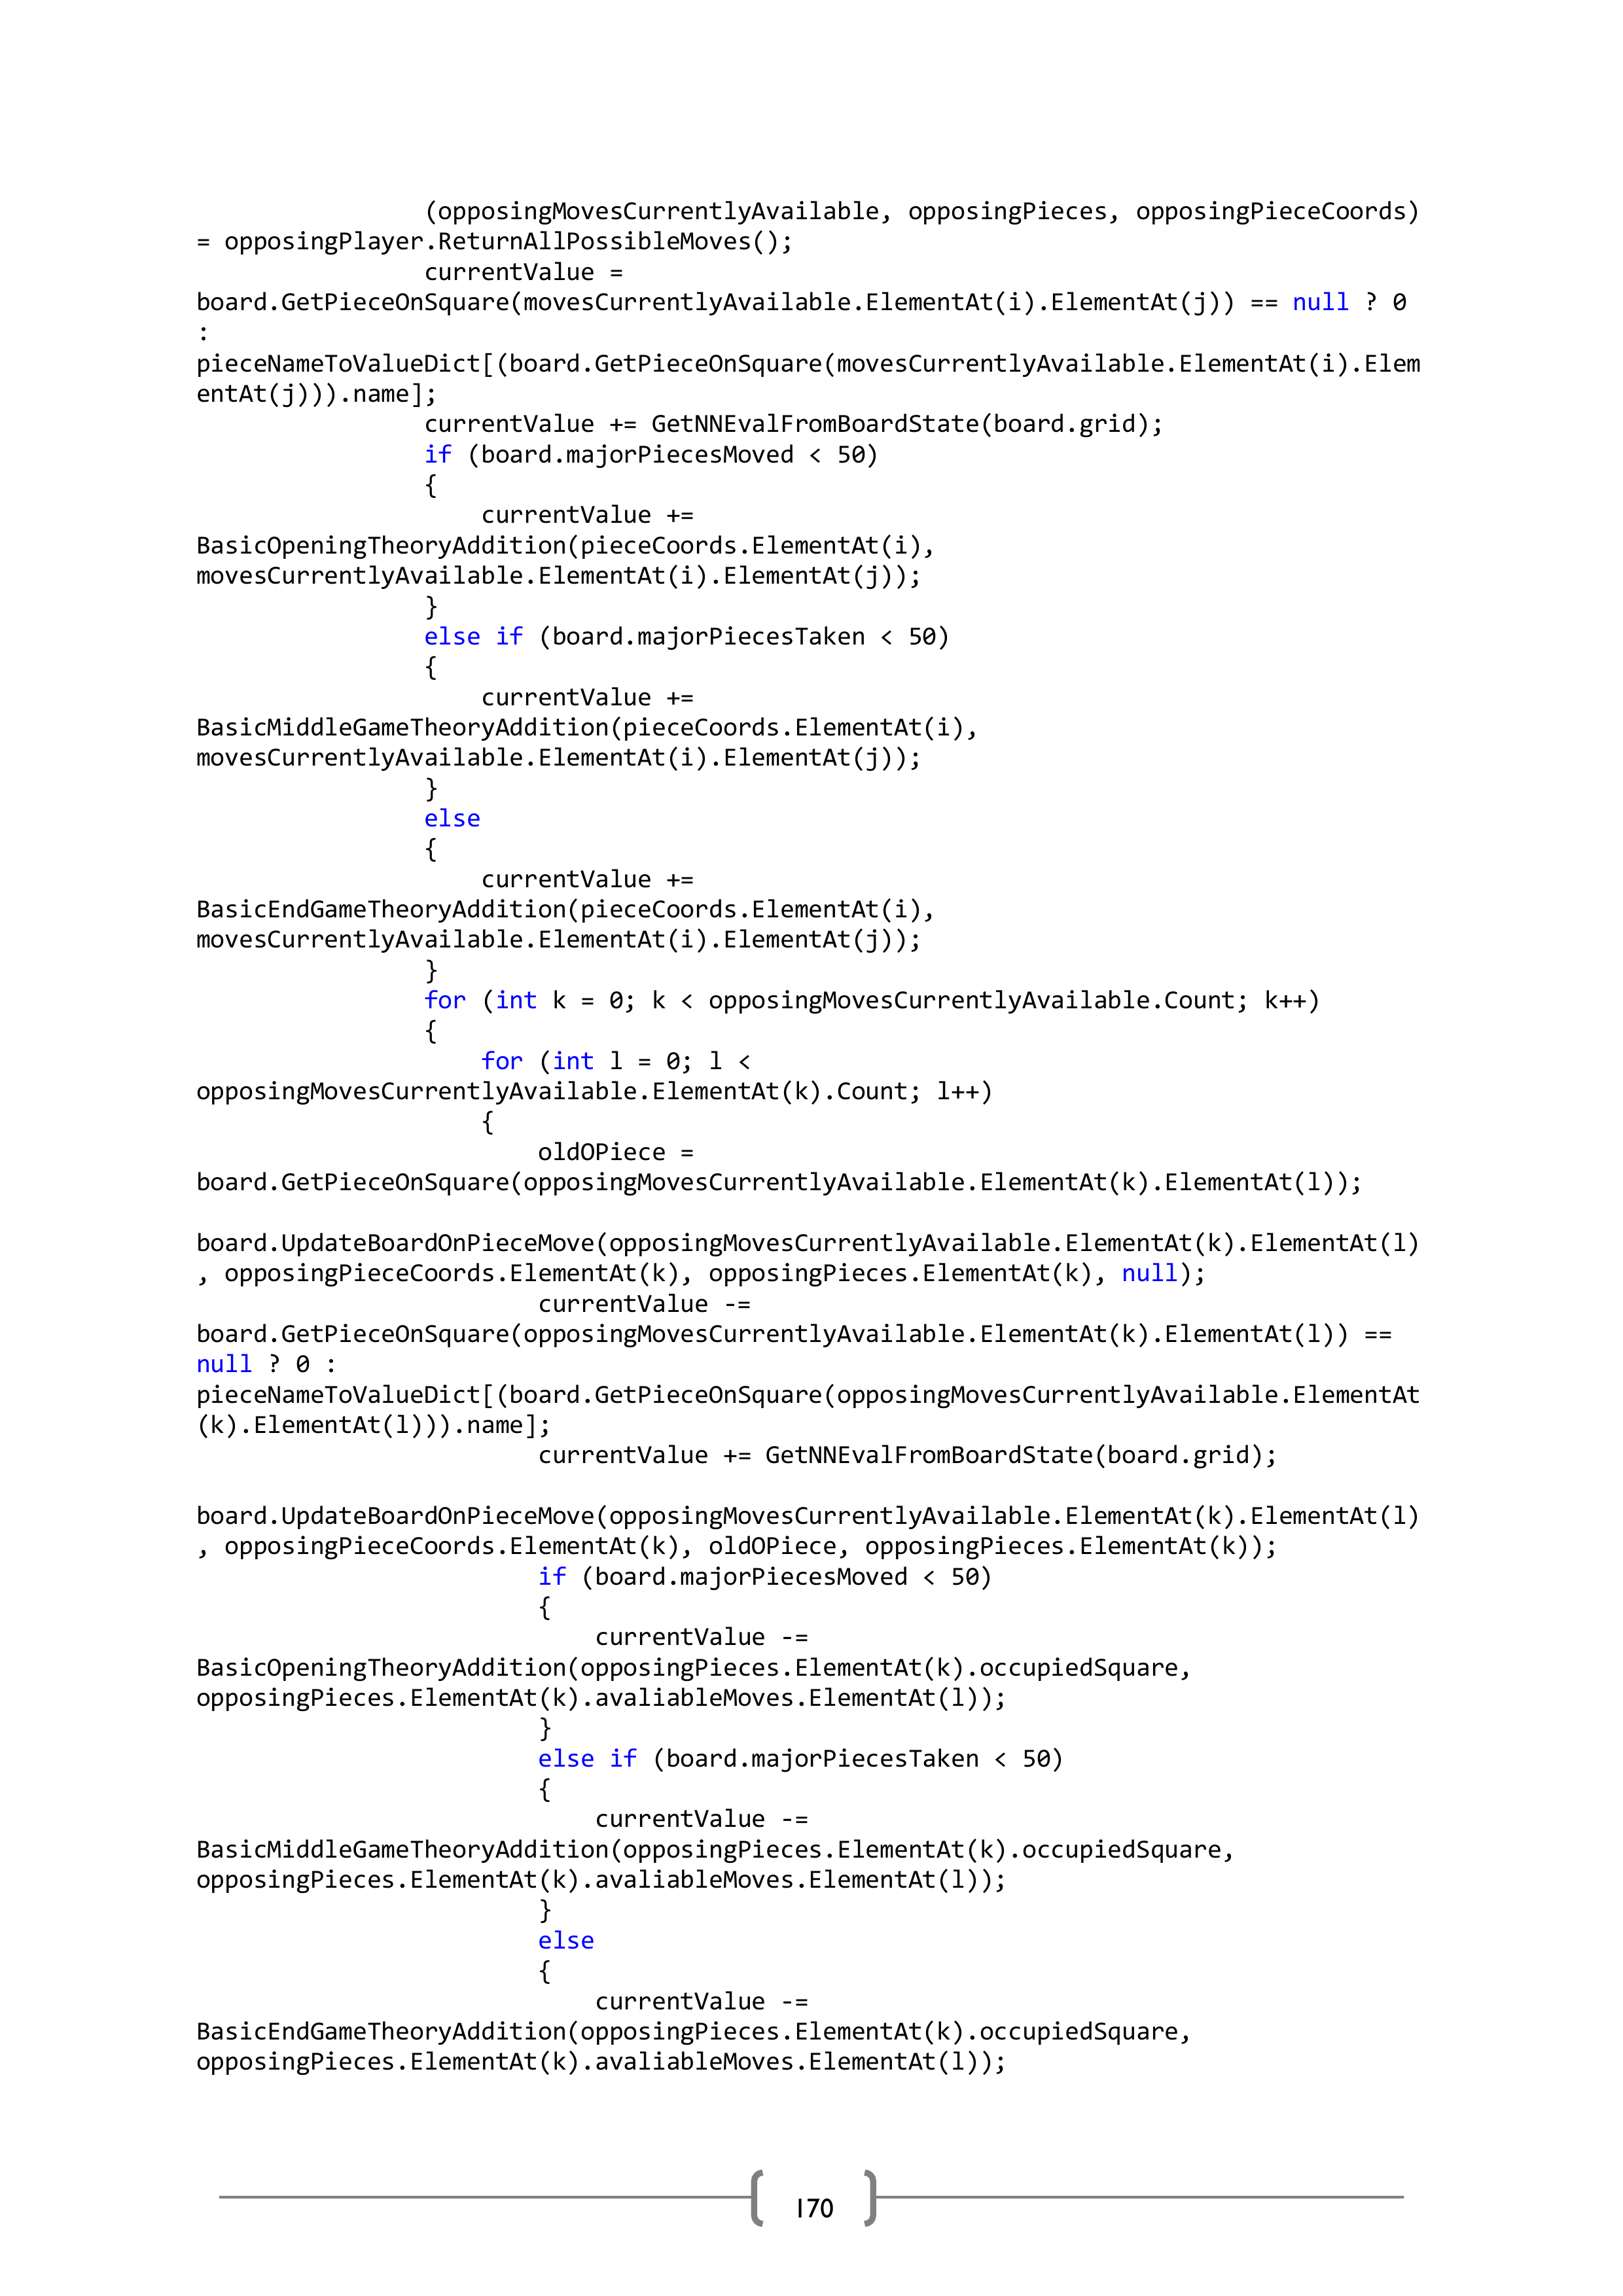 (opposingMovesCurrentlyAvailable, opposingPieces, opposingPieceCoords)
= opposingPlayer.ReturnAllPossibleMoves();
currentValue =
board.GetPieceOnSquare(movesCurrentlyAvailable.ElementAt(i).ElementAt(j)) == null ? 0
:
pieceNameToValueDict[(board.GetPieceOnSquare(movesCurrentlyAvailable.ElementAt(i).Elem
entAt(j))).name];
currentValue += GetNNEvalFromBoardState(board.grid);
if (board.majorPiecesMoved < 50)
{
currentValue +=
BasicOpeningTheoryAddition(pieceCoords.ElementAt(i),
movesCurrentlyAvailable.ElementAt(i).ElementAt(j));
}
else if (board.majorPiecesTaken < 50)
{
currentValue +=
BasicMiddleGameTheoryAddition(pieceCoords.ElementAt(i),
movesCurrentlyAvailable.ElementAt(i).ElementAt(j));
}
else
{
currentValue +=
BasicEndGameTheoryAddition(pieceCoords.ElementAt(i),
movesCurrentlyAvailable.ElementAt(i).ElementAt(j));
}
for (int k = 0; k < opposingMovesCurrentlyAvailable.Count; k++)
{
for (int l = 0; l <
opposingMovesCurrentlyAvailable.ElementAt(k).Count; l++)
{
oldOPiece =
board.GetPieceOnSquare(opposingMovesCurrentlyAvailable.ElementAt(k).ElementAt(l));
board.UpdateBoardOnPieceMove(opposingMovesCurrentlyAvailable.ElementAt(k).ElementAt(l)
, opposingPieceCoords.ElementAt(k), opposingPieces.ElementAt(k), null);
currentValue -=
board.GetPieceOnSquare(opposingMovesCurrentlyAvailable.ElementAt(k).ElementAt(l)) ==
null ? 0 :
pieceNameToValueDict[(board.GetPieceOnSquare(opposingMovesCurrentlyAvailable.ElementAt
(k).ElementAt(l))).name];
currentValue += GetNNEvalFromBoardState(board.grid);
board.UpdateBoardOnPieceMove(opposingMovesCurrentlyAvailable.ElementAt(k).ElementAt(l)
, opposingPieceCoords.ElementAt(k), oldOPiece, opposingPieces.ElementAt(k));
if (board.majorPiecesMoved < 50)
{
currentValue -=
BasicOpeningTheoryAddition(opposingPieces.ElementAt(k).occupiedSquare,
opposingPieces.ElementAt(k).avaliableMoves.ElementAt(l));
}
else if (board.majorPiecesTaken < 50)
{
currentValue -=
BasicMiddleGameTheoryAddition(opposingPieces.ElementAt(k).occupiedSquare,
opposingPieces.ElementAt(k).avaliableMoves.ElementAt(l));
}
else
{
currentValue -=
BasicEndGameTheoryAddition(opposingPieces.ElementAt(k).occupiedSquare,
opposingPieces.ElementAt(k).avaliableMoves.ElementAt(l));
170